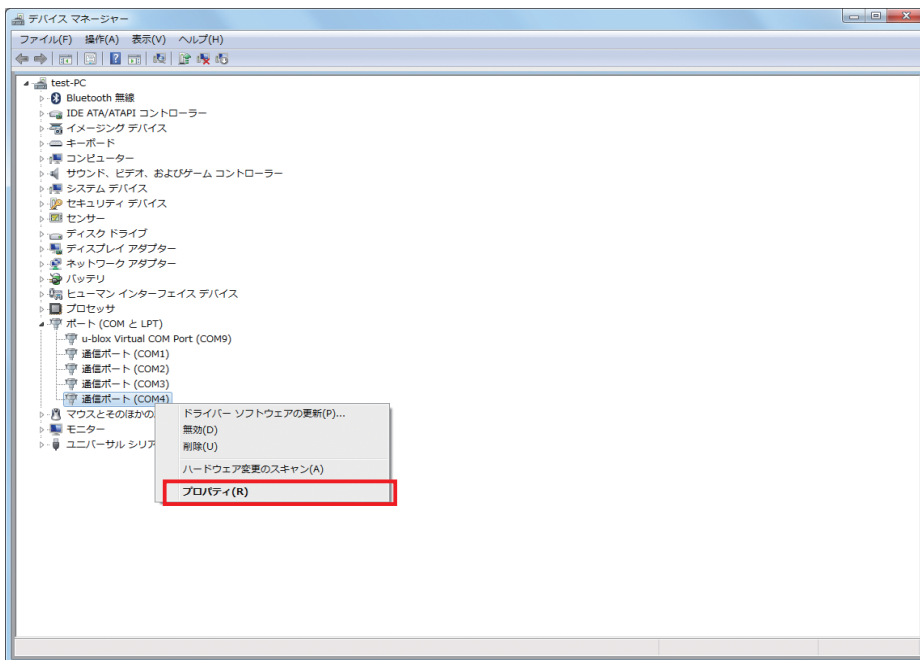 デバイス マネージャー
ファイル(F) 操作(A) 表示(V) ヘルプ(H)
test-PC
Bluetooth 無線
IDE ATA/ATAPI コントローラー
イメージング デバイス
キーボード
コンピューター
サウンド、ビデオ、およびゲーム コントローラー
システム デバイス
セキュリティ デバイス
センサー
ディスク ドライブ
ディスプレイ アダプター
ネットワーク アダプター
バッテリ
ヒューマン インターフェイス デバイス
プロセッサ
ポート (COM と LPT)
u-blox Virtual COM Port (COM9)
通信ポート (COM1)
通信ポート (COM2)
通信ポート (COM3)
通信ポート (COM4)
マウスとそのほかの
モニター
ユニバーサル シリア
ドライバー ソフトウェアの更新(P)...
無効(D)
削除(U)
ハードウェア変更のスキャン(A)
プロパティ(R)